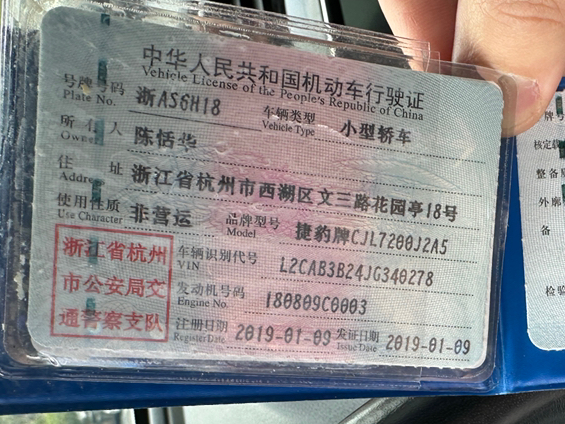 中华人民共和国机动车行驶证
Vehicle License of the People's Republic of China
号牌号码 浙AS6H18 车辆类型 小型轿车
Plate No. Vehicle Type
所有人 陈恬华
Owner
住址 浙江省杭州市西湖区文三路花园亭18号
Address
使用性质 非营运 品牌型号 捷豹牌CJL7200J2A5
Use Character Model
浙江省杭州
市公安局交
通警察支队
车辆识别代号 L2CAB3B24JG340278
VIN
发动机号码 180809C0003
Engine No.
注册日期 2019-01-09 发证日期 2019-01-09
Register Date Issue Date
号牌
核定载
整备质
外廓
备
检验